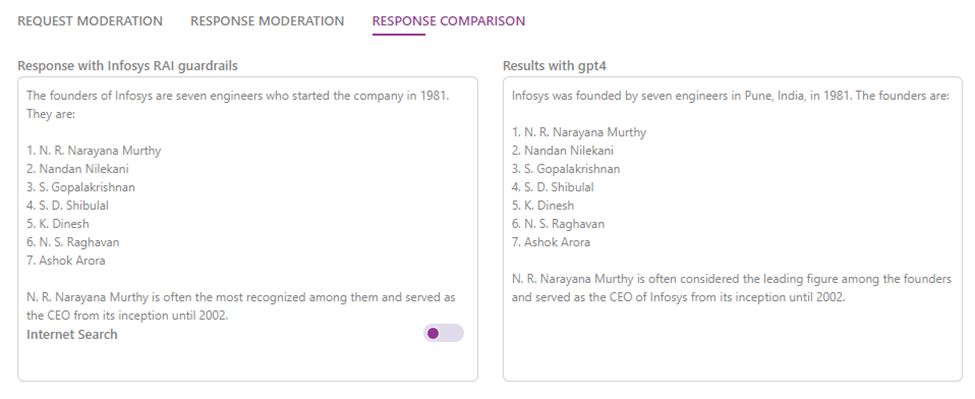 REQUEST MODERATION
RESPONSE MODERATION
RESPONSE COMPARISON
Response with Infosys RAI guardrails
The founders of Infosys are seven engineers who started the company in 1981.
They are:
1. N. R. Narayana Murthy
2. Nandan Nilekani
3. S. Gopalakrishnan
4. S. D. Shibulal
5. K. Dinesh
6. N. S. Raghavan
7. Ashok Arora
N. R. Narayana Murthy is often the most recognized among them and served as
the CEO from its inception until 2002.
Internet Search
Results with gpt4
Infosys was founded by seven engineers in Pune, India, in 1981. The founders are:
1. N. R. Narayana Murthy
2. Nandan Nilekani
3. S. Gopalakrishnan
4. S. D. Shibulal
5. K. Dinesh
6. N. S. Raghavan
7. Ashok Arora
N. R. Narayana Murthy is often considered the leading figure among the founders
and served as the CEO of Infosys from its inception until 2002.